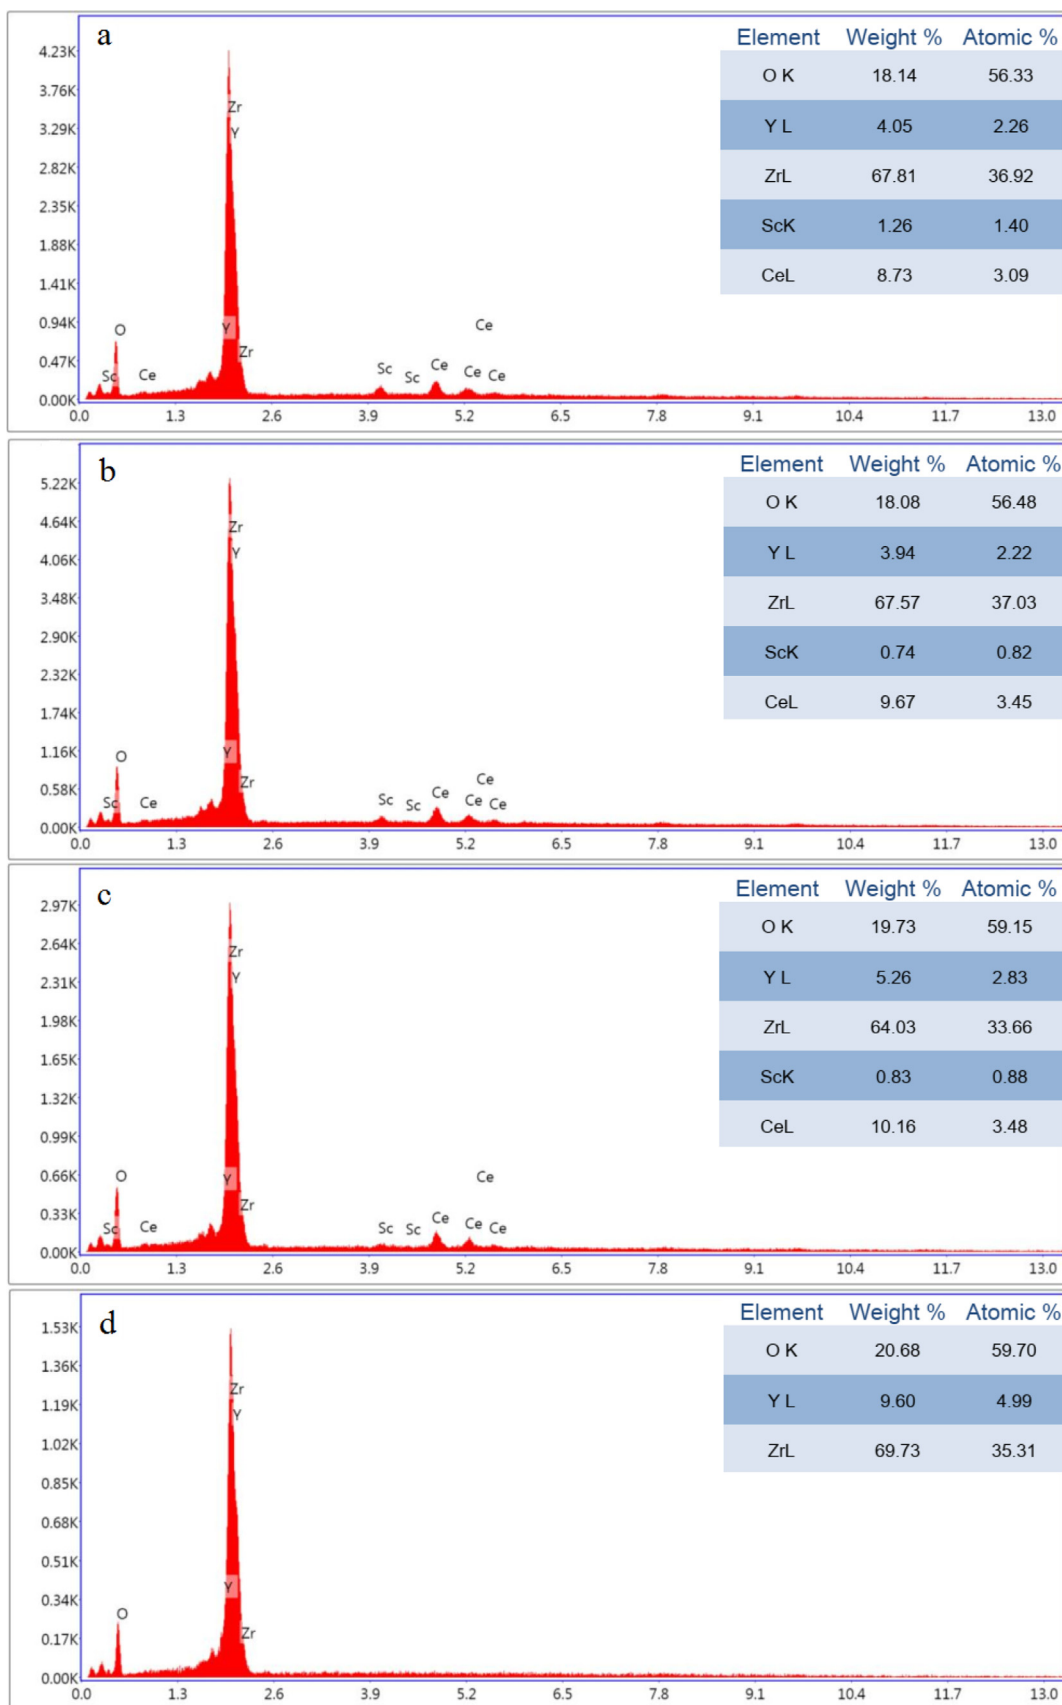 a
Element Weight % Atomic %
O K 18.14 56.33
Y L 4.05 2.26
ZrL 67.81 36.92
ScK 1.26 1.40
CeL 8.73 3.09
4.23K
3.76K
3.29K
2.82K
2.35K
1.88K
1.41K
0.94K
0.47K
0.00K
Zr
Y
Y
Zr
O
Sc
Ce
Sc
Sc
Ce
Ce
Ce
Ce
0.0 1.3 2.6 3.9 5.2 6.5 7.8 9.1 10.4 11.7 13.0
b
Element Weight % Atomic %
O K 18.08 56.48
Y L 3.94 2.22
ZrL 67.57 37.03
ScK 0.74 0.82
CeL 9.67 3.45
5.22K
4.64K
4.06K
3.48K
2.90K
2.32K
1.74K
1.16K
0.58K
0.00K
Zr
Y
Y
Zr
O
Sc
Ce
Sc
Sc
Ce
Ce
Ce
Ce
0.0 1.3 2.6 3.9 5.2 6.5 7.8 9.1 10.4 11.7 13.0
c
Element Weight % Atomic %
O K 19.73 59.15
Y L 5.26 2.83
ZrL 64.03 33.66
ScK 0.83 0.88
CeL 10.16 3.48
2.97K
2.64K
2.31K
1.98K
1.65K
1.32K
0.99K
0.66K
0.33K
0.00K
Zr
Y
Y
Zr
O
Sc
Ce
Sc
Sc
Ce
Ce
Ce
Ce
0.0 1.3 2.6 3.9 5.2 6.5 7.8 9.1 10.4 11.7 13.0
d
Element Weight % Atomic %
O K 20.68 59.70
Y L 9.60 4.99
ZrL 69.73 35.31
1.53K
1.36K
1.19K
1.02K
0.85K
0.68K
0.51K
0.34K
0.17K
0.00K
Zr
Y
Y
Zr
O
0.0 1.3 2.6 3.9 5.2 6.5 7.8 9.1 10.4 11.7 13.0